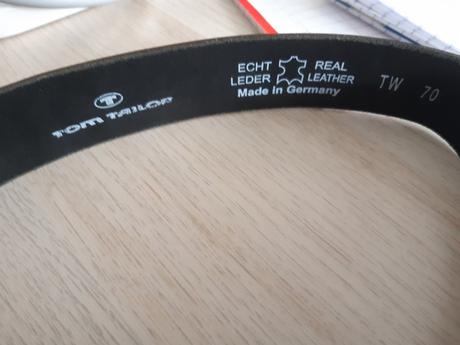 T
TOM TAILOR
ECHT REAL
LEDER LEATHER
Made in Germany
TW 70